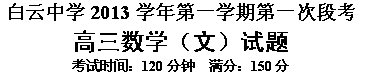 白云中学 2013 学年第一学期第一次段考
高三数学（文）试题
考试时间：120 分钟　满分：150 分